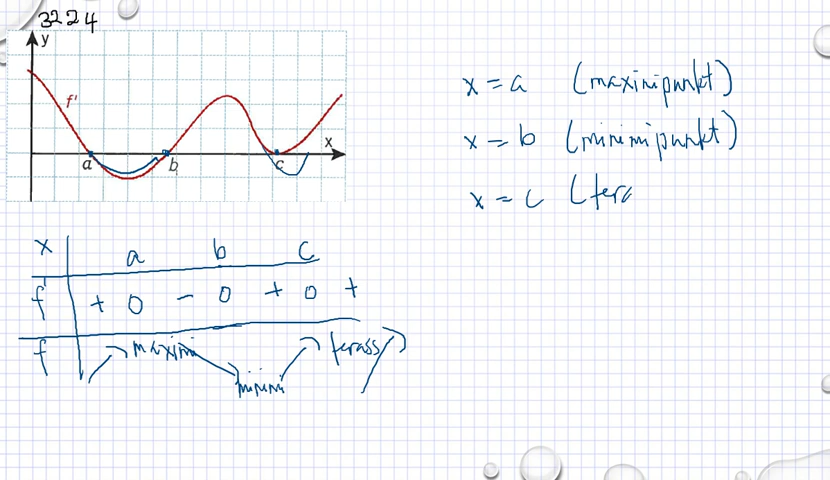 3224
y
f'
x
a b c
x = a (maximipunkt)
x = b (minimipunkt)
x = c (tera
x a b c
f' + 0 - 0 + 0 +
f maximi minimi terass